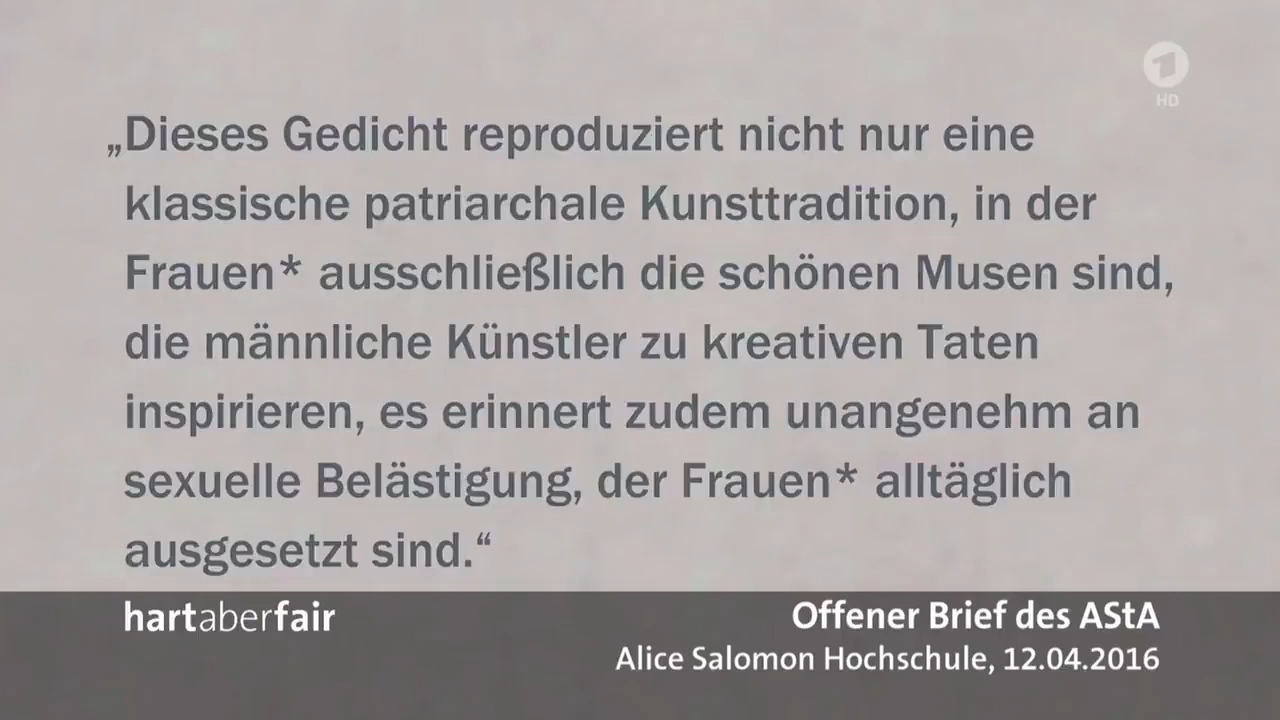 HD
„Dieses Gedicht reproduziert nicht nur eine
klassische patriarchale Kunsttradition, in der
Frauen* ausschließlich die schönen Musen sind,
die männliche Künstler zu kreativen Taten
inspirieren, es erinnert zudem unangenehm an
sexuelle Belästigung, der Frauen* alltäglich
ausgesetzt sind.“
hartaberfair
Offener Brief des AStA
Alice Salomon Hochschule, 12.04.2016